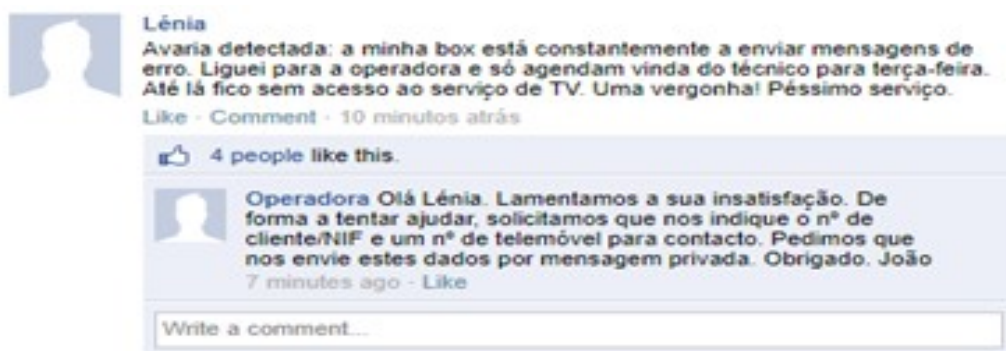 Lénia
Avaria detectada: a minha box está constantemente a enviar mensagens de
erro. Liguei para a operadora e só agendam vinda do técnico para terça-feira.
Até lá fico sem acesso ao serviço de TV. Uma vergonha! Péssimo serviço.
Like · Comment · 10 minutos atrás
4 people like this.
Operadora Olá Lénia. Lamentamos a sua insatisfação. De
forma a tentar ajudar, solicitamos que nos indique o nº de
cliente/NIF e um nº de telemóvel para contacto. Pedimos que
nos envie estes dados por mensagem privada. Obrigado. João
7 minutes ago · Like
Write a comment...